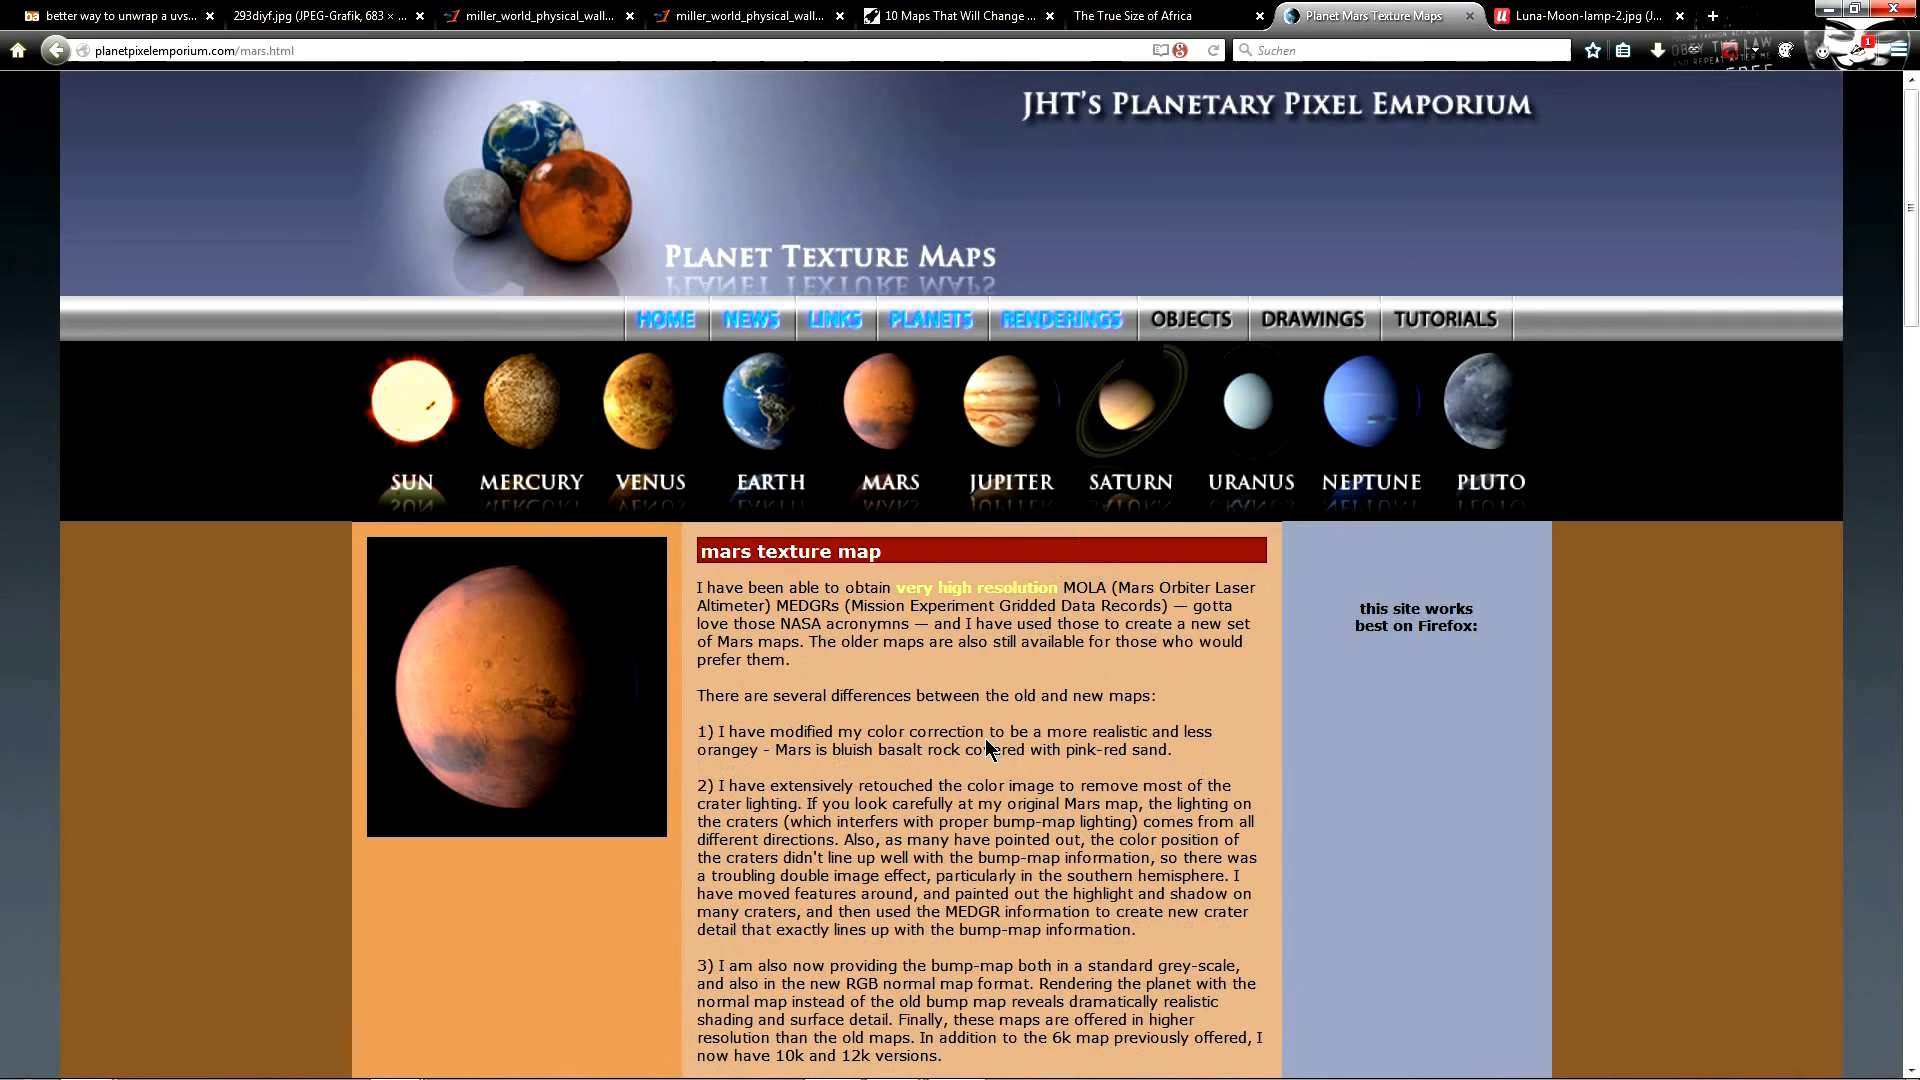 better way to unwrap a uvs...
293diyf.jpg (JPEG-Grafik, 683 × ...
miller_world_physical_wall...
miller_world_physical_wall...
10 Maps That Will Change ...
The True Size of Africa
Planet Mars Texture Maps
Luna-Moon-lamp-2.jpg (J...
planetpixelemporium.com/mars.html
Suchen
1
JHT'S PLANETARY PIXEL EMPORIUM
PLANET TEXTURE MAPS
HOME
NEWS
LINKS
PLANETS
RENDERINGS
OBJECTS
DRAWINGS
TUTORIALS
SUN
MERCURY
VENUS
EARTH
MARS
JUPITER
SATURN
URANUS
NEPTUNE
PLUTO
mars texture map
I have been able to obtain very high resolution MOLA (Mars Orbiter Laser
Altimeter) MEDGRs (Mission Experiment Gridded Data Records) — gotta
love those NASA acronymns — and I have used those to create a new set
of Mars maps. The older maps are also still available for those who would
prefer them.
There are several differences between the old and new maps:
1) I have modified my color correction to be a more realistic and less
orangey - Mars is bluish basalt rock covered with pink-red sand.
2) I have extensively retouched the color image to remove most of the
crater lighting. If you look carefully at my original Mars map, the lighting on
the craters (which interfers with proper bump-map lighting) comes from all
different directions. Also, as many have pointed out, the color position of
the craters didn't line up well with the bump-map information, so there was
a troubling double image effect, particularly in the southern hemisphere. I
have moved features around, and painted out the highlight and shadow on
many craters, and then used the MEDGR information to create new crater
detail that exactly lines up with the bump-map information.
3) I am also now providing the bump-map both in a standard grey-scale,
and also in the new RGB normal map format. Rendering the planet with the
normal map instead of the old bump map reveals dramatically realistic
shading and surface detail. Finally, these maps are offered in higher
resolution than the old maps. In addition to the 6k map previously offered, I
now have 10k and 12k versions.
this site works
best on Firefox: